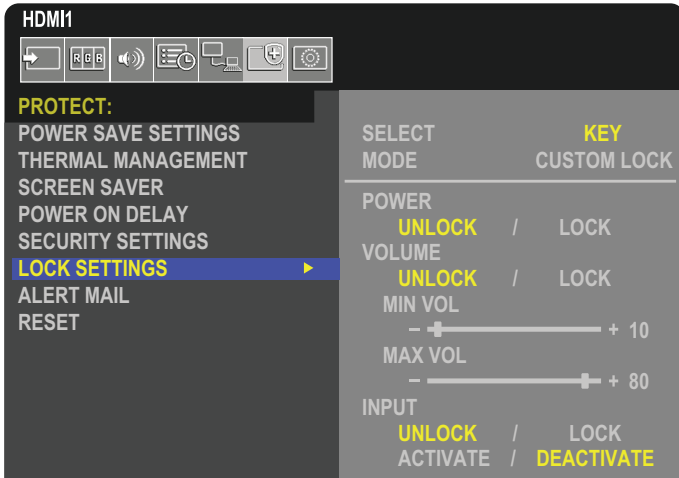 HDMI1
RGB
PROTECT:
POWER SAVE SETTINGS
THERMAL MANAGEMENT
SCREEN SAVER
POWER ON DELAY
SECURITY SETTINGS
LOCK SETTINGS
ALERT MAIL
RESET
SELECT KEY
MODE CUSTOM LOCK
POWER
UNLOCK / LOCK
VOLUME
UNLOCK / LOCK
MIN VOL
− + 10
MAX VOL
− + 80
INPUT
UNLOCK / LOCK
ACTIVATE / DEACTIVATE